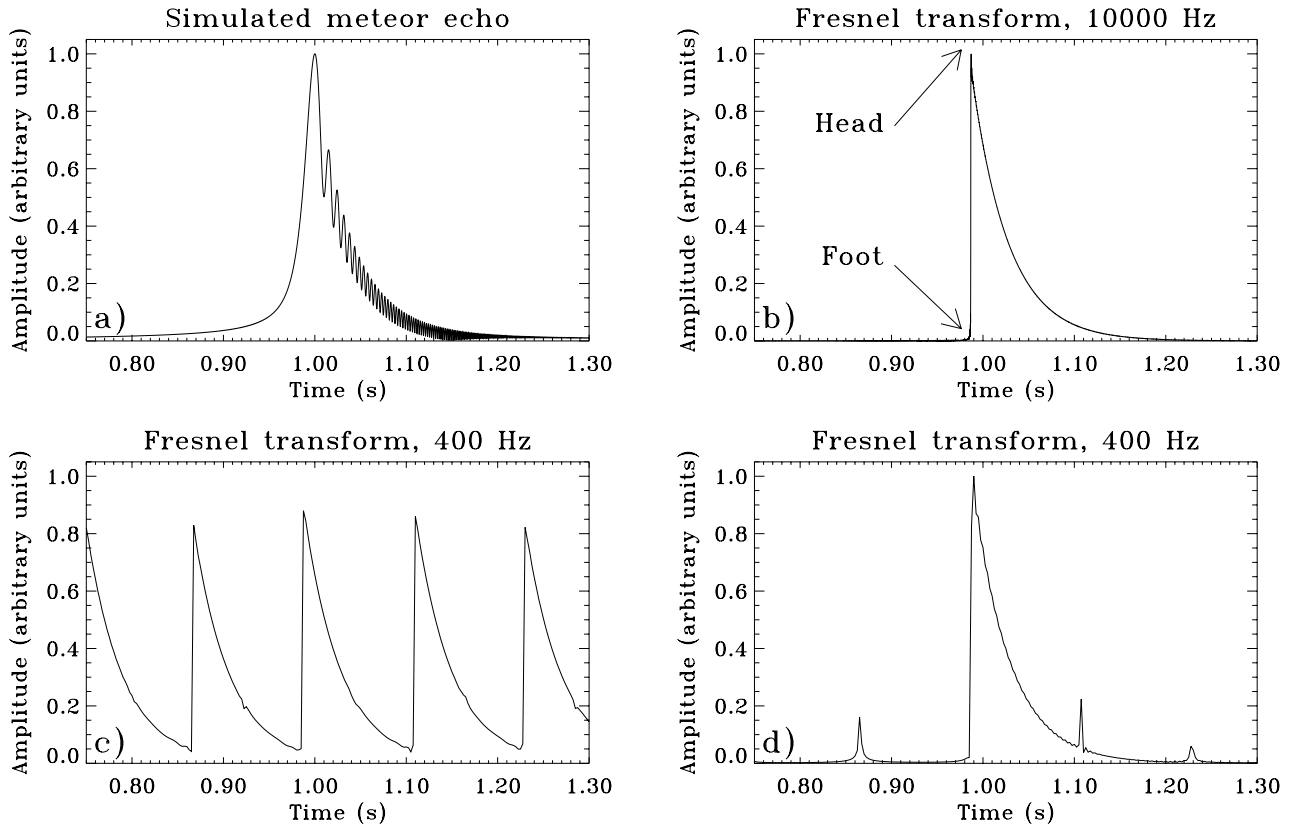 Simulated meteor echo
Amplitude (arbitrary units)
1.0
0.8
0.6
0.4
0.2
0.0
a)
0.80 0.90 1.00 1.10 1.20 1.30
Time (s)
Fresnel transform, 10000 Hz
Amplitude (arbitrary units)
1.0
0.8
0.6
0.4
0.2
0.0
Head
Foot
b)
0.80 0.90 1.00 1.10 1.20 1.30
Time (s)
Fresnel transform, 400 Hz
Amplitude (arbitrary units)
1.0
0.8
0.6
0.4
0.2
0.0
c)
0.80 0.90 1.00 1.10 1.20 1.30
Time (s)
Fresnel transform, 400 Hz
Amplitude (arbitrary units)
1.0
0.8
0.6
0.4
0.2
0.0
d)
0.80 0.90 1.00 1.10 1.20 1.30
Time (s)